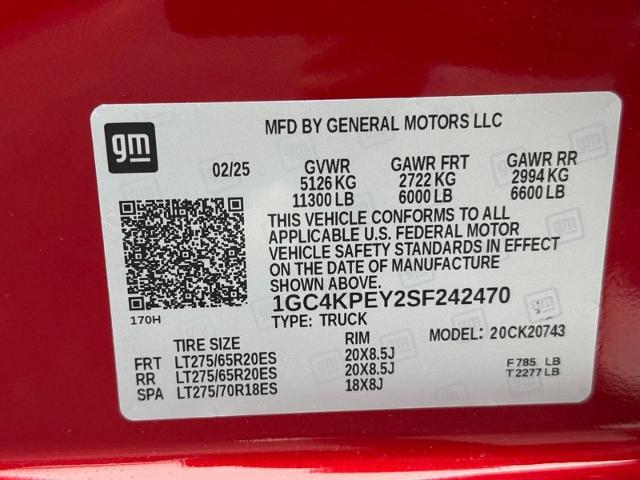 gm
MFD BY GENERAL MOTORS LLC
02/25 GVWR GAWR FRT GAWR RR
5126 KG 2722 KG 2994 KG
11300 LB 6000 LB 6600 LB
THIS VEHICLE CONFORMS TO ALL
APPLICABLE U.S. FEDERAL MOTOR
VEHICLE SAFETY STANDARDS IN EFFECT
ON THE DATE OF MANUFACTURE
SHOWN ABOVE.
170H
1GC4KPEY2SF242470
TYPE: TRUCK
MODEL: 20CK20743
TIRE SIZE RIM
FRT LT275/65R20ES 20X8.5J
RR LT275/65R20ES 20X8.5J
SPA LT275/70R18ES 18X8J
F785 LB
T2277 LB